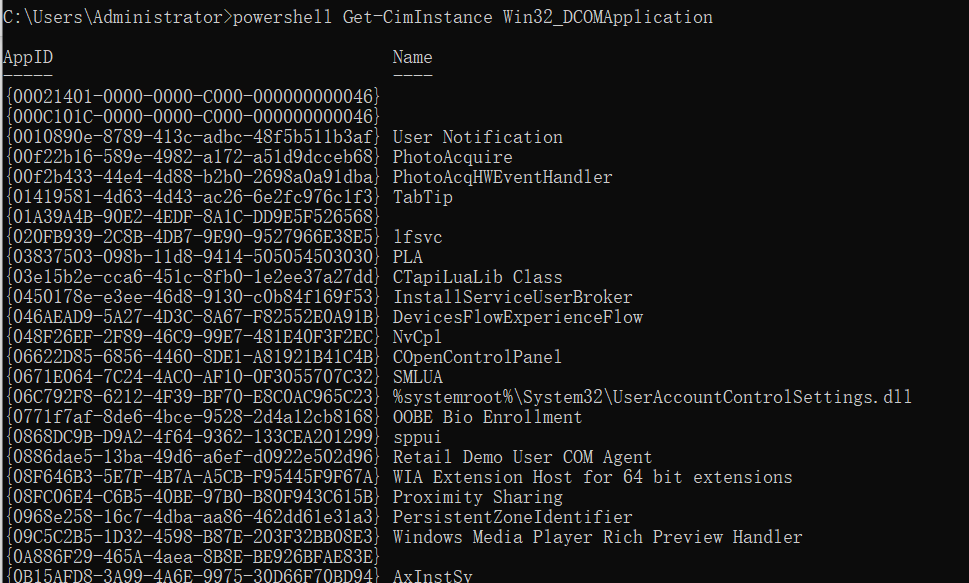 C:\Users\Administrator>powershell Get-CimInstance Win32_DCOMApplication
AppID Name
----- ----
{00021401-0000-0000-C000-000000000046}
{000C101C-0000-0000-C000-000000000046}
{0010890e-8789-413c-adbc-48f5b511b3af} User Notification
{00f22b16-589e-4982-a172-a51d9dcceb68} PhotoAcquire
{00f2b433-44e4-4d88-b2b0-2698a0a91dba} PhotoAcqHWEventHandler
{01419581-4d63-4d43-ac26-6e2fc976c1f3} TabTip
{01A39A4B-90E2-4EDF-8A1C-DD9E5F526568}
{020FB939-2C8B-4DB7-9E90-9527966E38E5} lfsvc
{03837503-098b-11d8-9414-505054503030} PLA
{03e15b2e-cca6-451c-8fb0-1e2ee37a27dd} CTapiLuaLib Class
{0450178e-e3ee-46d8-9130-c0b84f169f53} InstallServiceUserBroker
{046AEAD9-5A27-4D3C-8A67-F82552E0A91B} DevicesFlowExperienceFlow
{048F26EF-2F89-46C9-99E7-481E40F3F2EC} NvCpl
{06622D85-6856-4460-8DE1-A81921B41C4B} COpenControlPanel
{0671E064-7C24-4AC0-AF10-0F3055707C32} SMLUA
{06C792F8-6212-4F39-BF70-E8C0AC965C23} %systemroot%\System32\UserAccountControlSettings.dll
{0771f7af-8de6-4bce-9528-2d4a12cb8168} OOBE Bio Enrollment
{0868DC9B-D9A2-4f64-9362-133CEA201299} sppui
{0886dae5-13ba-49d6-a6ef-d0922e502d96} Retail Demo User COM Agent
{08F646B3-5E7F-4B7A-A5CB-F95445F9F67A} WIA Extension Host for 64 bit extensions
{08FC06E4-C6B5-40BE-97B0-B80F943C615B} Proximity Sharing
{0968e258-16c7-4dba-aa86-462dd61e31a3} PersistentZoneIdentifier
{09C5C2B5-1D32-4598-B87E-203F32BB08E3} Windows Media Player Rich Preview Handler
{0A886F29-465A-4aea-8B8E-BE926BFAE83E}
{0B15AFD8-3A99-4A6E-9975-30D66F70BD94} AxInstSv